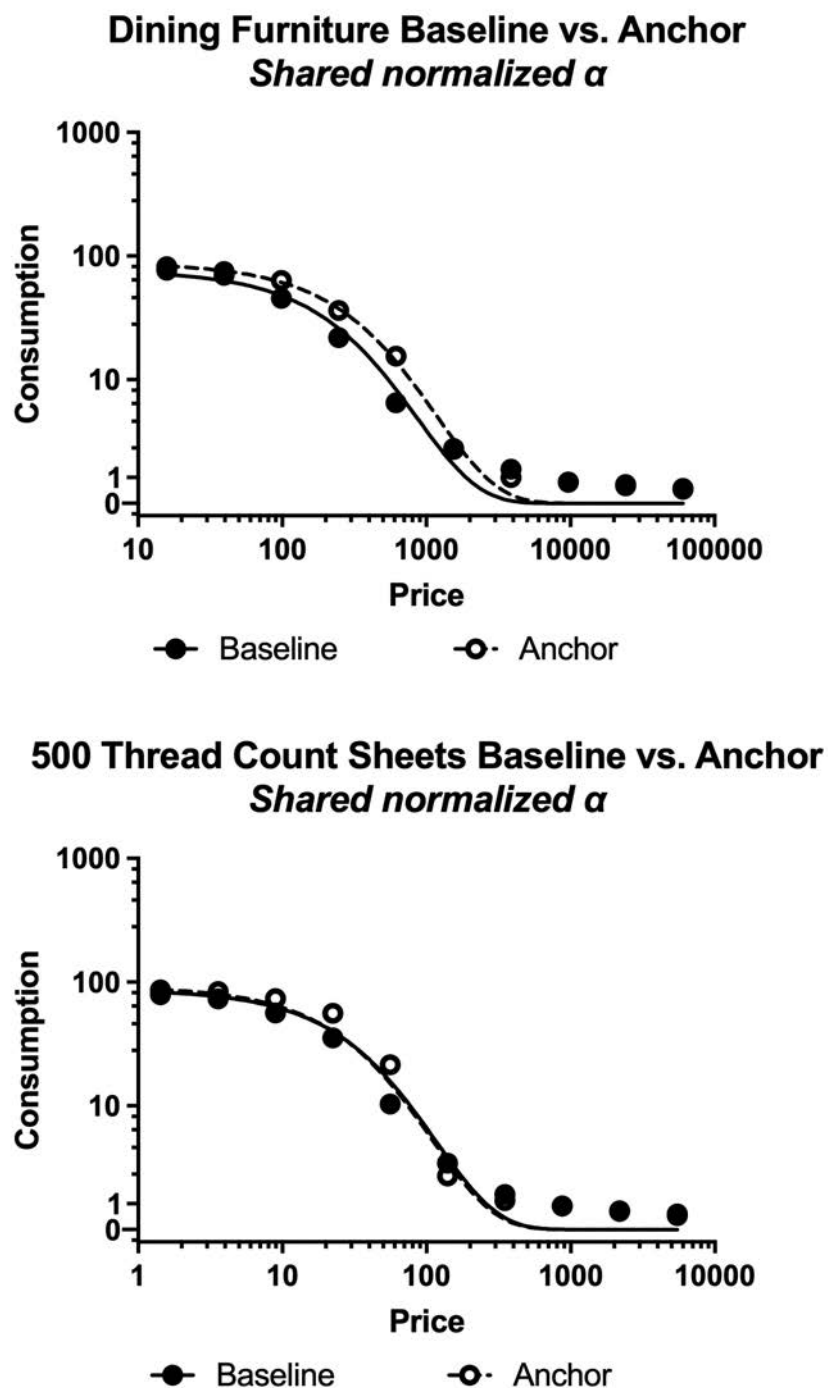 Dining Furniture Baseline vs. Anchor
Shared normalized α
1000
100
10
1
0
Consumption
10 100 1000 10000 100000
Price
Baseline Anchor
500 Thread Count Sheets Baseline vs. Anchor
Shared normalized α
1000
100
10
1
0
Consumption
1 10 100 1000 10000
Price
Baseline Anchor